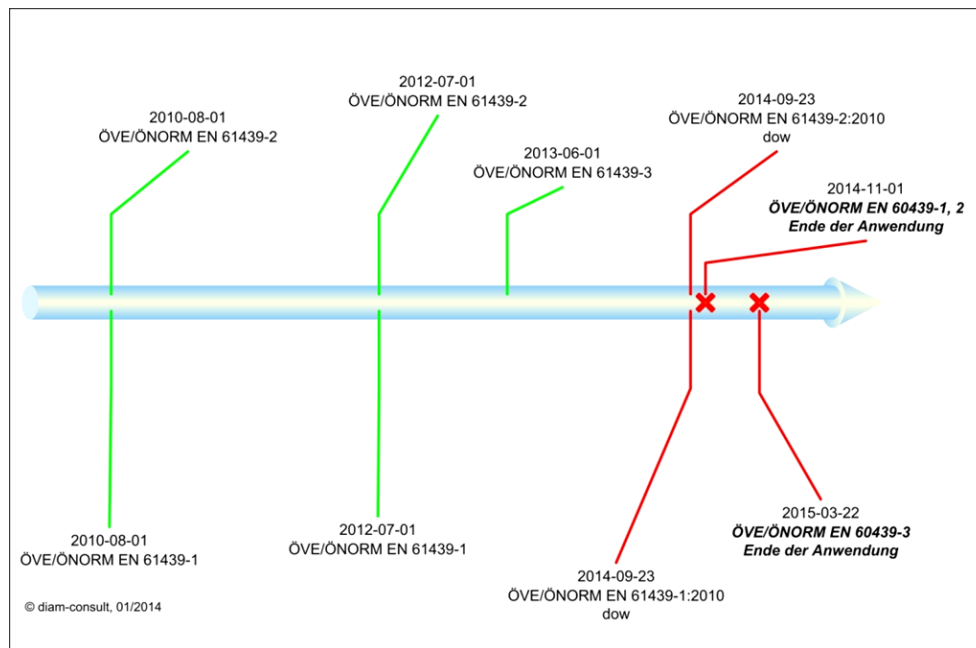 2010-08-01
ÖVE/ÖNORM EN 61439-2
2012-07-01
ÖVE/ÖNORM EN 61439-2
2013-06-01
ÖVE/ÖNORM EN 61439-3
2014-09-23
ÖVE/ÖNORM EN 61439-2:2010
dow
2014-11-01
ÖVE/ÖNORM EN 60439-1, 2
Ende der Anwendung
2010-08-01
ÖVE/ÖNORM EN 61439-1
2012-07-01
ÖVE/ÖNORM EN 61439-1
2014-09-23
ÖVE/ÖNORM EN 61439-1:2010
dow
2015-03-22
ÖVE/ÖNORM EN 60439-3
Ende der Anwendung
© diam-consult, 01/2014